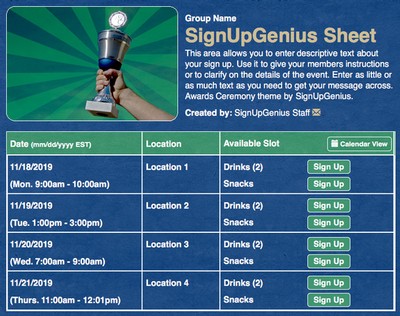 Group Name
SignUpGenius Sheet
This area allows you to enter descriptive text about
your sign up. Use it to give your members instructions
or to clarify on the details of the event. Enter as little or
as much text as you need to get your message across.
Awards Ceremony theme by SignUpGenius.
Created by: SignUpGenius Staff
Date (mm/dd/yyyy EST) Location Available Slot Calendar View
11/18/2019 Location 1 Drinks (2) Sign Up
(Mon. 9:00am - 10:00am) Snacks Sign Up
11/19/2019 Location 2 Drinks (2) Sign Up
(Tue. 1:00pm - 3:00pm) Snacks Sign Up
11/20/2019 Location 3 Drinks (2) Sign Up
(Wed. 7:00am - 9:00am) Snacks Sign Up
11/21/2019 Location 4 Drinks (2) Sign Up
(Thurs. 11:00am - 12:01pm) Snacks Sign Up